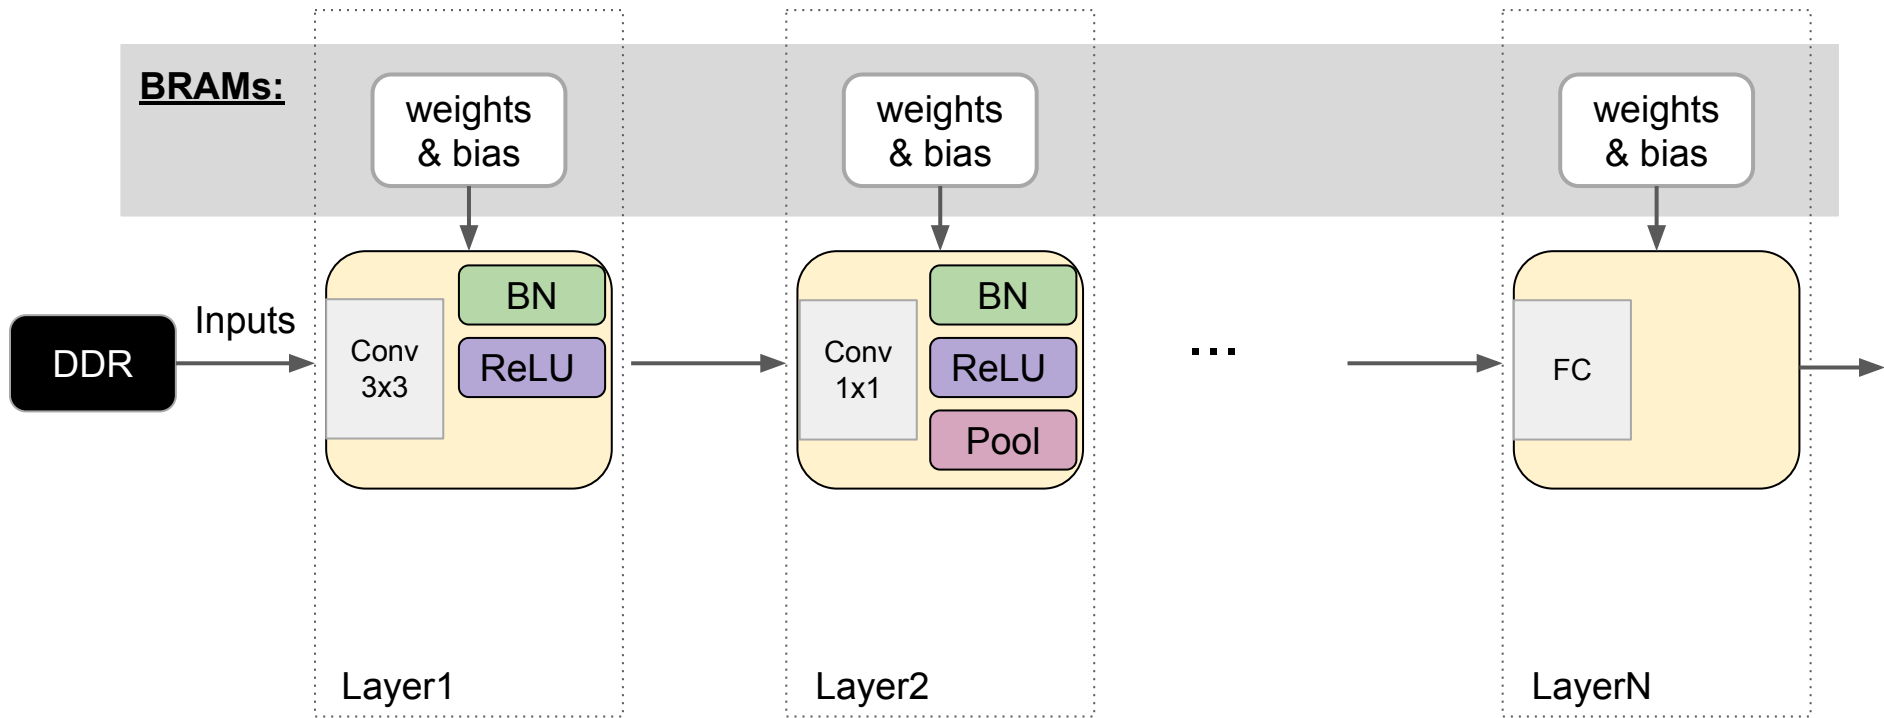 BRAMs:
weights
& bias
weights
& bias
weights
& bias
DDR
Inputs
Conv
3x3
BN
ReLU
Conv
1x1
BN
ReLU
Pool
...
FC
Layer1
Layer2
LayerN